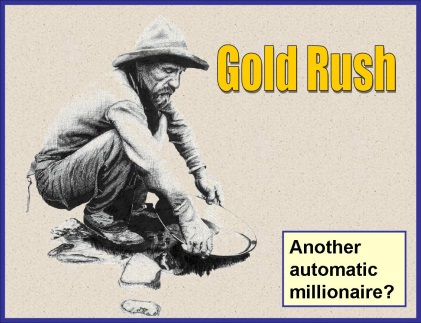 Gold Rush
Another
automatic
millionaire?